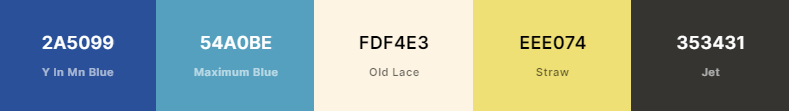 2A5099
Y In Mn Blue
54A0BE
Maximum Blue
FDF4E3
Old Lace
EEE074
Straw
353431
Jet